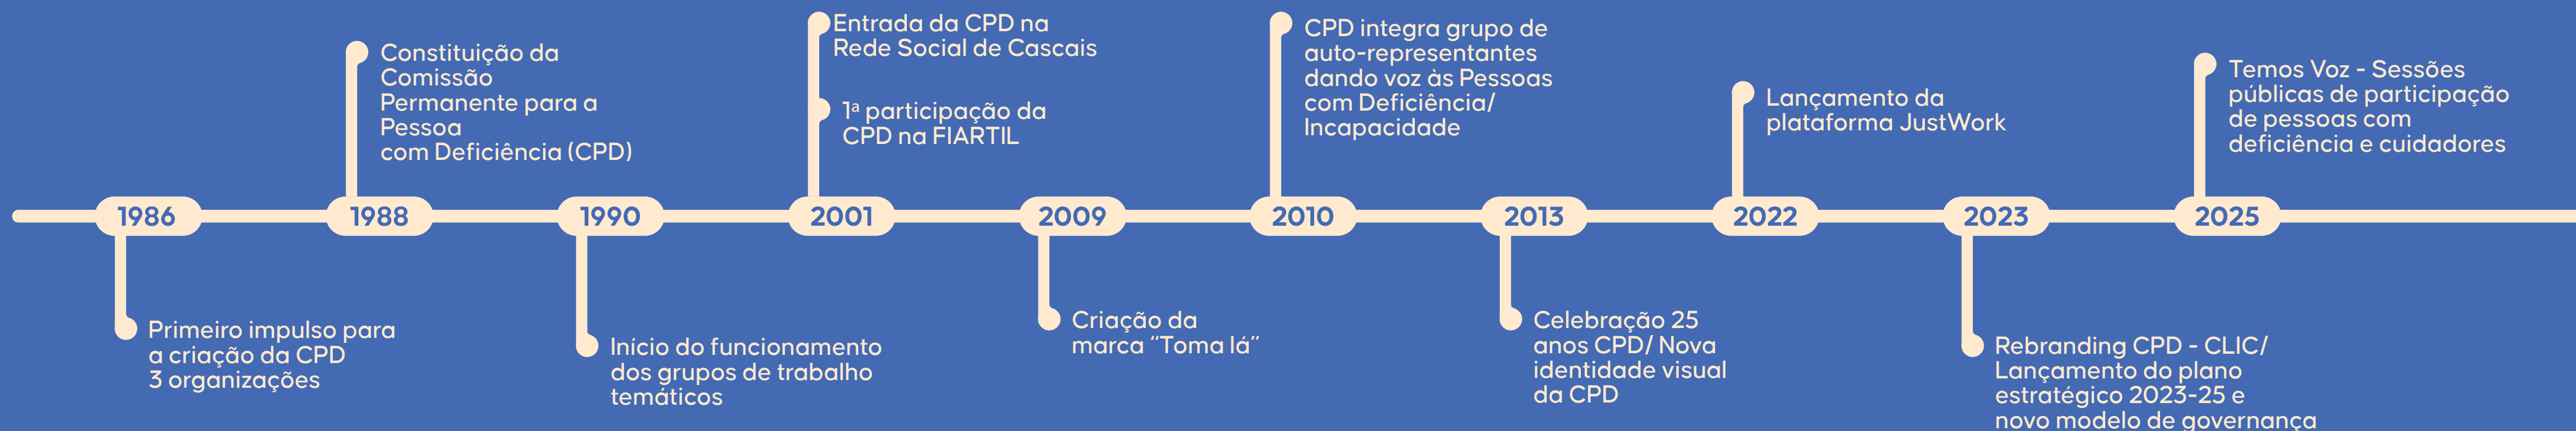 Entrada da CPD na
Rede Social de Cascais
1ª participação da
CPD na FIARTIL
CPD integra grupo de
auto-representantes
dando voz às Pessoas
com Deficiência/
Incapacidade
Constituição da
Comissão
Permanente para a
Pessoa
com Deficiência (CPD)
Lançamento da
plataforma JustWork
Temos Voz - Sessões
públicas de participação
de pessoas com
deficiência e cuidadores
1986
1988
1990
2001
2009
2010
2013
2022
2023
2025
Primeiro impulso para
a criação da CPD
3 organizações
Início do funcionamento
dos grupos de trabalho
temáticos
Criação da
marca “Toma lá”
Celebração 25
anos CPD/ Nova
identidade visual
da CPD
Rebranding CPD - CLIC/
Lançamento do plano
estratégico 2023-25 e
novo modelo de governança